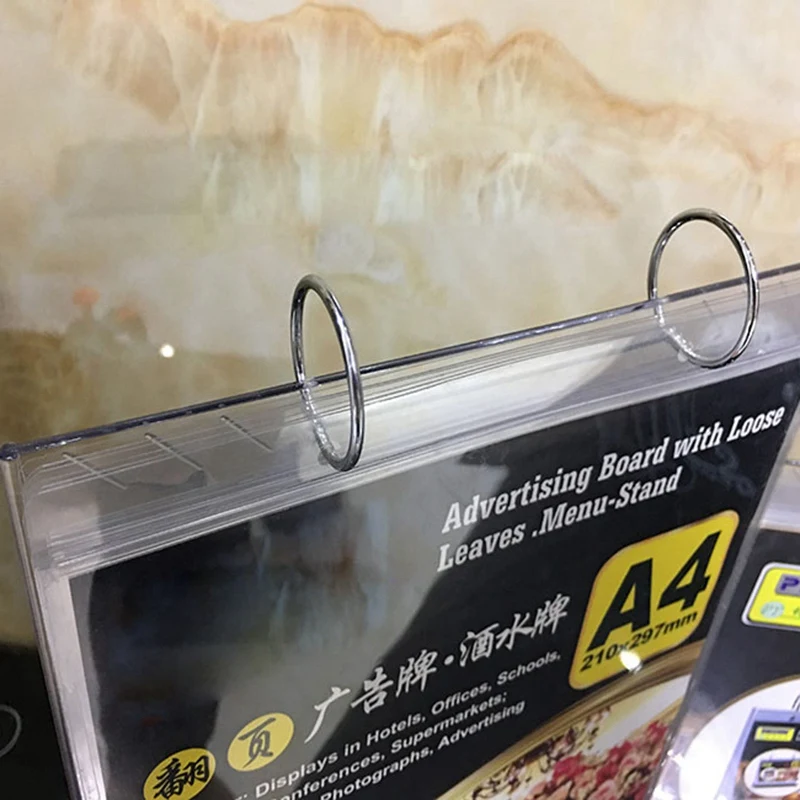 Advertising Board with Loose
Leaves .Menu-Stand
A4
210x297mm
翻页广告牌·酒水牌
: Displays in Hotels, Offices, Schools,
Conferences, Supermarkets;
Photographs, Advertising